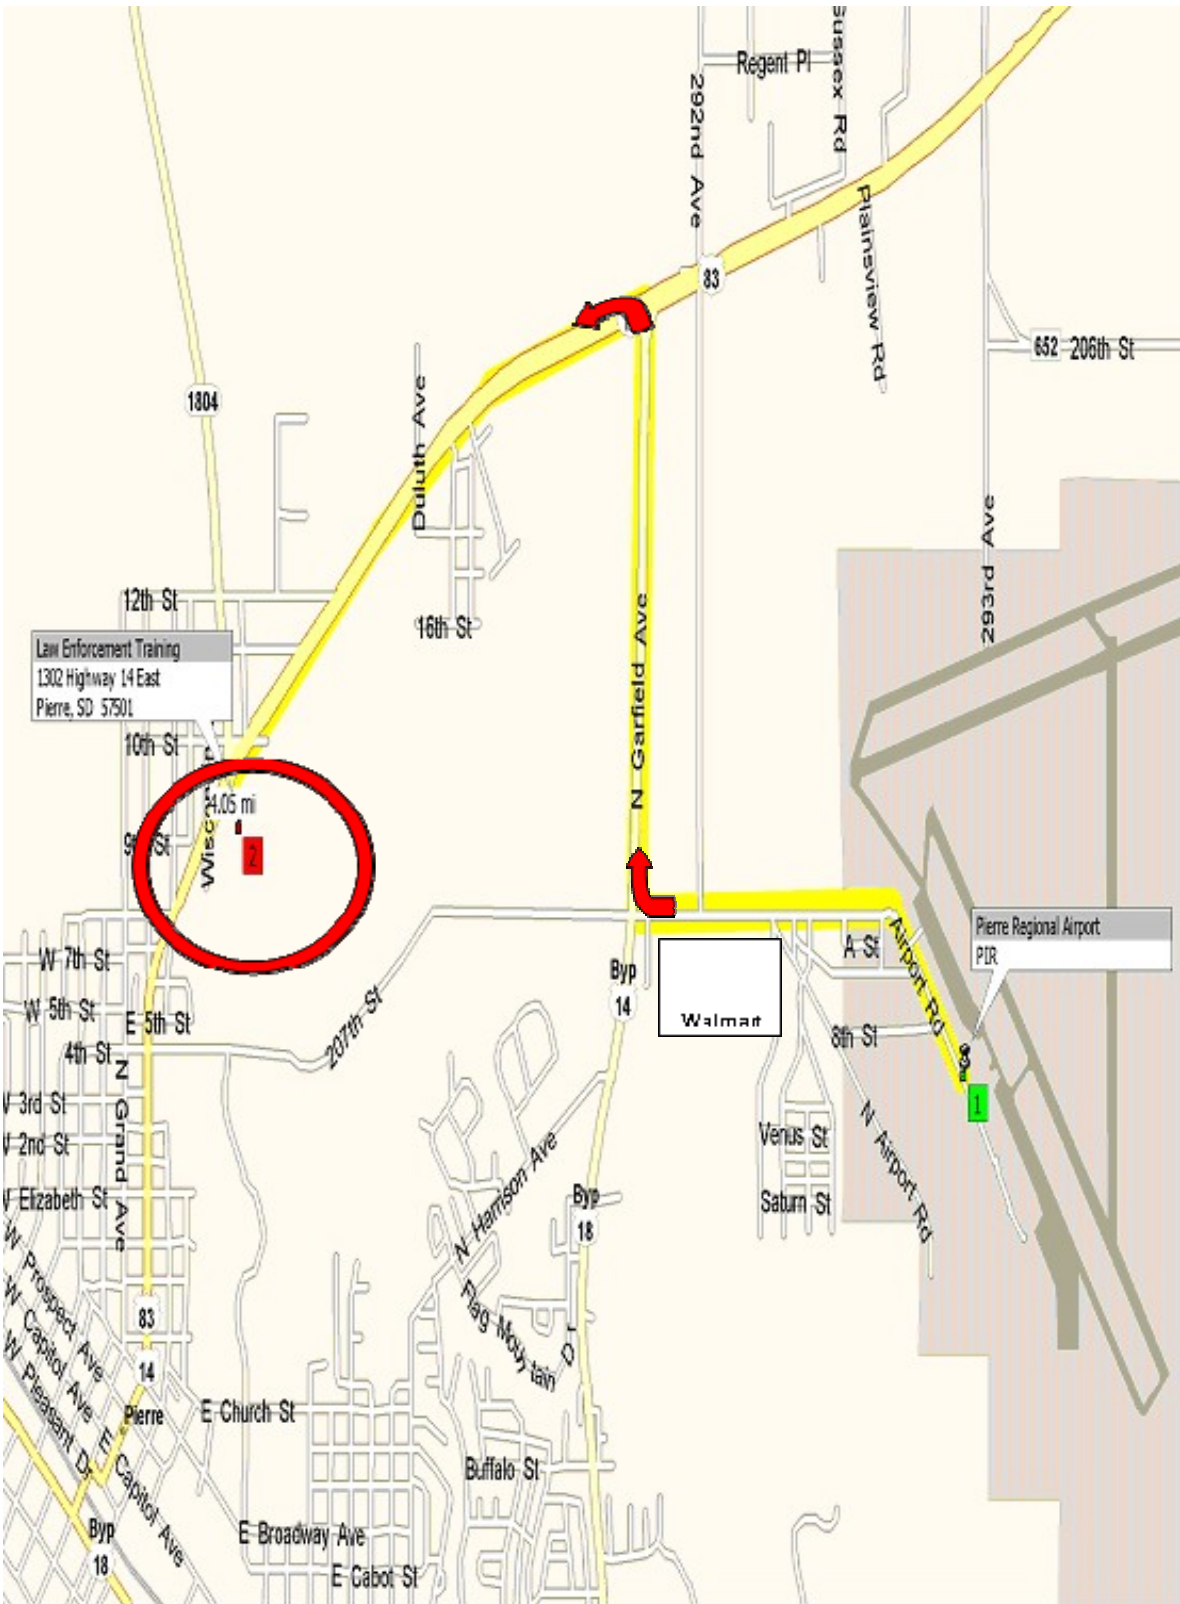 Regent Pl
Sussex Rd
292nd Ave
Plainsview Rd
83
652 206th St
1804
Duluth Ave
293rd Ave
12th St
16th St
N Garfield Ave
Law Enforcement Training
1302 Highway 14 East
Pierre, SD 57501
10th St
4.05 mi
2
Pierre Regional Airport
PIR
A St
Airport Rd
W 7th St
Byp
14
Walmart
W 5th St
E 5th St
207th St
8th St
4th St
N Grand Ave
1
W 3rd St
W 2nd St
Venus St
N Airport Rd
N Harrison Ave
W Elizabeth St
Byp
18
Saturn St
W Prospect Ave
W Capitol Ave
W Pleasant Dr
83
14
Flag Mountain Dr
Pierre
E Church St
E Capitol Ave
Buffalo St
Byp
18
E Broadway Ave
E Cabot St